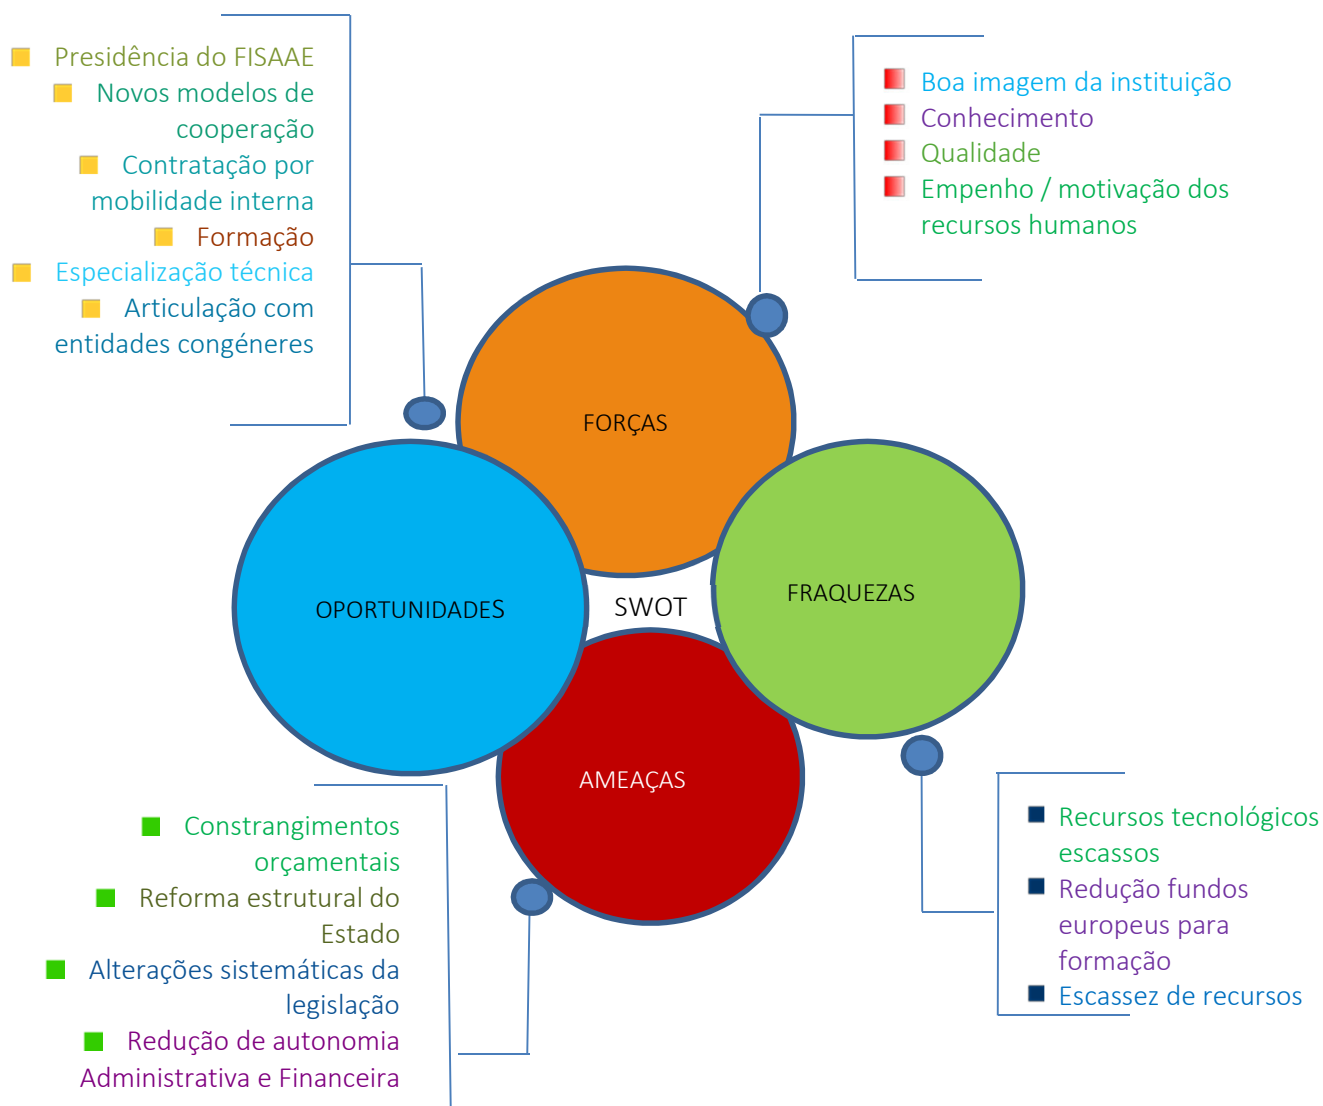 Presidência do FISAAE
Novos modelos de
cooperação
Contratação por
mobilidade interna
Formação
Especialização técnica
Articulação com
entidades congéneres
Boa imagem da instituição
Conhecimento
Qualidade
Empenho / motivação dos
recursos humanos
FORÇAS
OPORTUNIDADES
SWOT
FRAQUEZAS
AMEAÇAS
Constrangimentos
orçamentais
Reforma estrutural do
Estado
Alterações sistemáticas da
legislação
Redução de autonomia
Administrativa e Financeira
Recursos tecnológicos
escassos
Redução fundos
europeus para
formação
Escassez de recursos